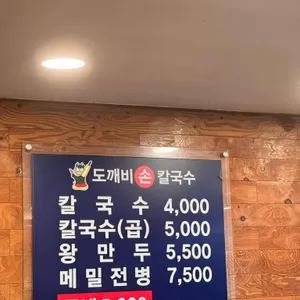 도깨비 손 칼국수
칼국수 4,000
칼국수(곱) 5,000
왕만두 5,500
메밀전병 7,500